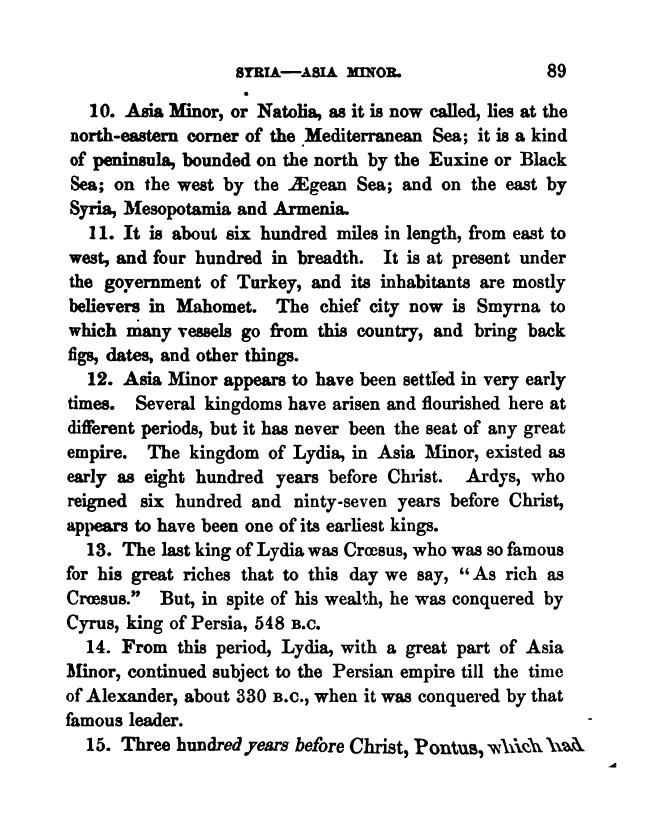 SYRIA—ASIA MINOR. 89
10. Asia Minor, or Natolia, as it is now called, lies at the
north-eastern corner of the Mediterranean Sea; it is a kind
of peninsula, bounded on the north by the Euxine or Black
Sea; on the west by the Ægean Sea; and on the east by
Syria, Mesopotamia and Armenia.
11. It is about six hundred miles in length, from east to
west, and four hundred in breadth. It is at present under
the government of Turkey, and its inhabitants are mostly
believers in Mahomet. The chief city now is Smyrna to
which many vessels go from this country, and bring back
figs, dates, and other things.
12. Asia Minor appears to have been settled in very early
times. Several kingdoms have arisen and flourished here at
different periods, but it has never been the seat of any great
empire. The kingdom of Lydia, in Asia Minor, existed as
early as eight hundred years before Christ. Ardys, who
reigned six hundred and ninty-seven years before Christ,
appears to have been one of its earliest kings.
13. The last king of Lydia was Crœsus, who was so famous
for his great riches that to this day we say, “As rich as
Crœsus.” But, in spite of his wealth, he was conquered by
Cyrus, king of Persia, 548 B.C.
14. From this period, Lydia, with a great part of Asia
Minor, continued subject to the Persian empire till the time
of Alexander, about 330 B.C., when it was conquered by that
famous leader.
15. Three hundred years before Christ, Pontus, which had